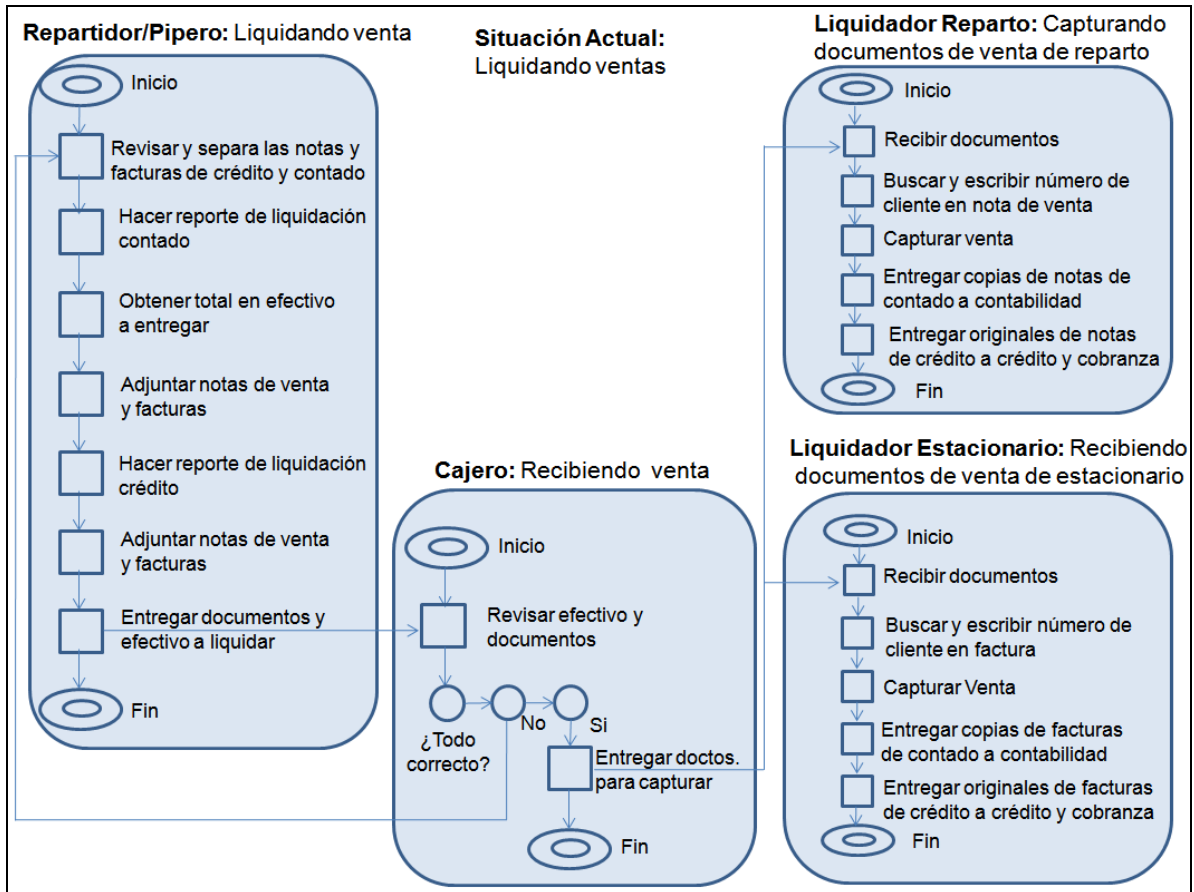 Repartidor/Pipero: Liquidando venta
Inicio
Revisar y separa las notas y
facturas de crédito y contado
Hacer reporte de liquidación
contado
Obtener total en efectivo
a entregar
Adjuntar notas de venta
y facturas
Hacer reporte de liquidación
crédito
Adjuntar notas de venta
y facturas
Entregar documentos y
efectivo a liquidar
Fin
Situación Actual:
Liquidando ventas
Cajero: Recibiendo venta
Inicio
Revisar efectivo y
documentos
¿Todo
correcto?
No
Si
Entregar doctos.
para capturar
Fin
Liquidador Reparto: Capturando
documentos de venta de reparto
Inicio
Recibir documentos
Buscar y escribir número de
cliente en nota de venta
Capturar venta
Entregar copias de notas de
contado a contabilidad
Entregar originales de notas
de crédito a crédito y cobranza
Fin
Liquidador Estacionario: Recibiendo
documentos de venta de estacionario
Inicio
Recibir documentos
Buscar y escribir número de
cliente en factura
Capturar Venta
Entregar copias de facturas
de contado a contabilidad
Entregar originales de facturas
de crédito a crédito y cobranza
Fin